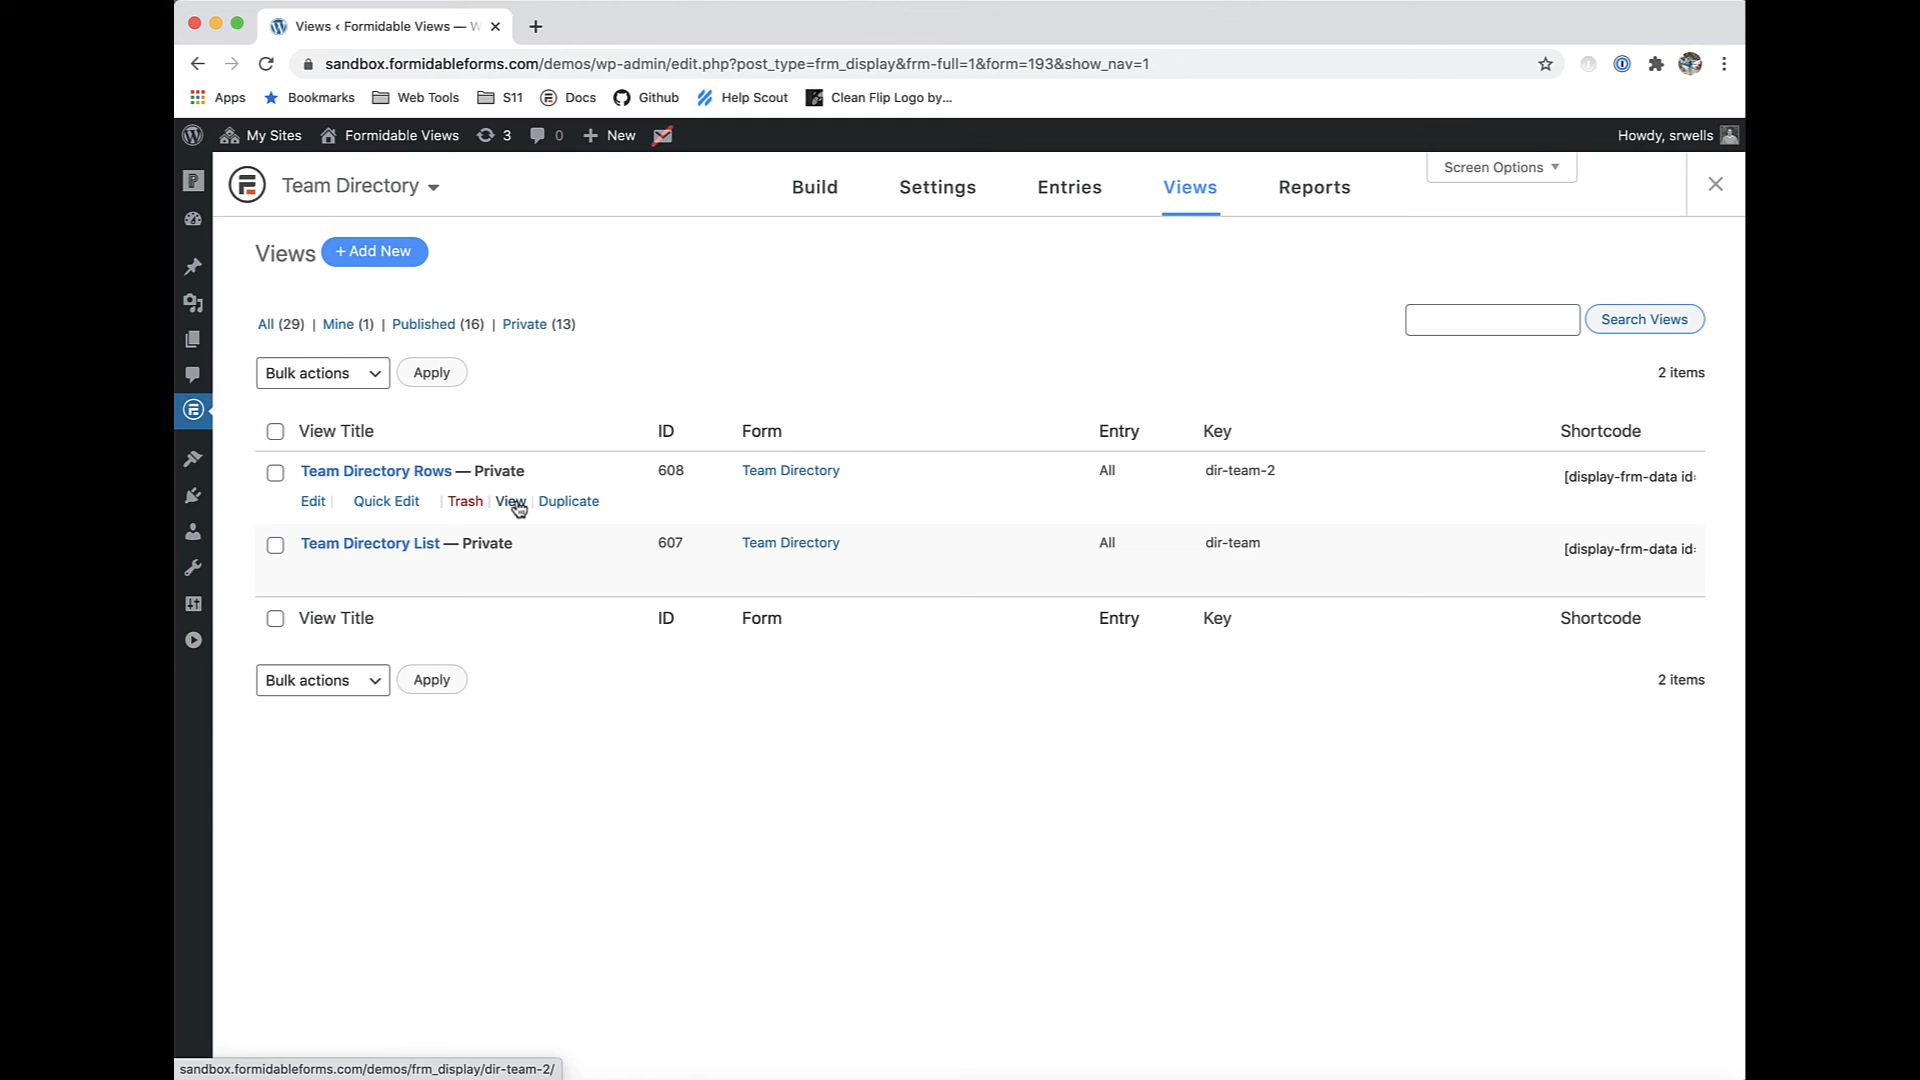 Views ‹ Formidable Views — W
sandbox.formidableforms.com/demos/wp-admin/edit.php?post_type=frm_display&frm-full=1&form=193&show_nav=1
Apps Bookmarks Web Tools S11 Docs Github Help Scout Clean Flip Logo by...
My Sites Formidable Views 3 0 New Howdy, srwells
Team Directory Build Settings Entries Views Reports Screen Options
Views + Add New
All (29) | Mine (1) | Published (16) | Private (13)
Search Views
Bulk actions Apply 2 items
View Title ID Form Entry Key Shortcode
Team Directory Rows — Private 608 Team Directory All dir-team-2 [display-frm-data id=
Edit | Quick Edit | Trash | View | Duplicate
Team Directory List — Private 607 Team Directory All dir-team [display-frm-data id=
View Title ID Form Entry Key Shortcode
Bulk actions Apply 2 items
sandbox.formidableforms.com/demos/frm_display/dir-team-2/